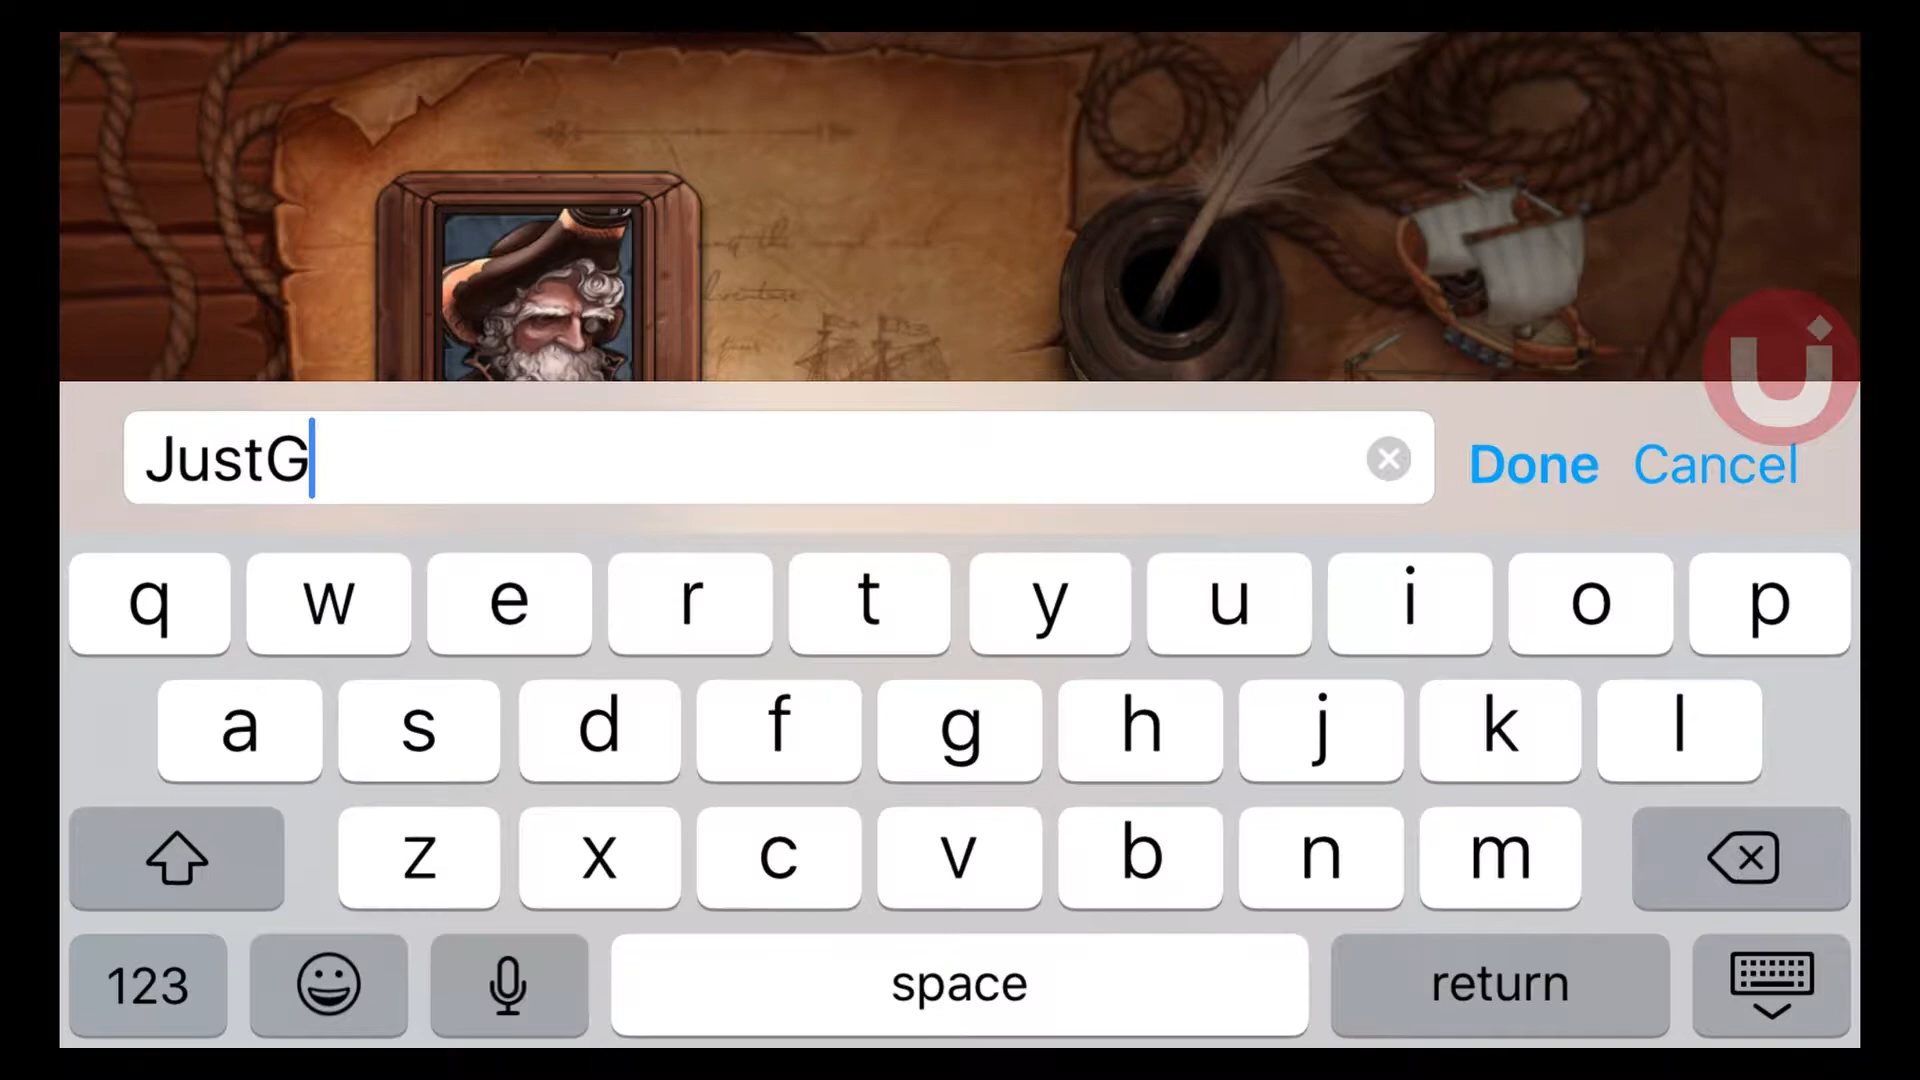 JustG
Done Cancel
q w e r t y u i o p
a s d f g h j k l
z x c v b n m
123 space return